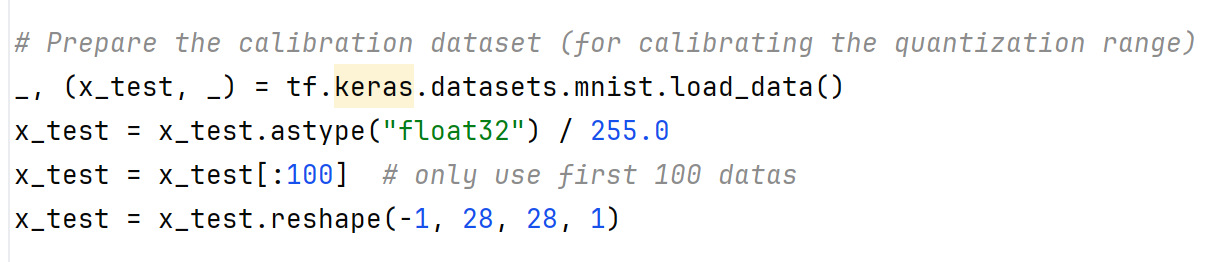 # Prepare the calibration dataset (for calibrating the quantization range)
_, (x_test, _) = tf.keras.datasets.mnist.load_data()
x_test = x_test.astype("float32") / 255.0
x_test = x_test[:100]  # only use first 100 datas
x_test = x_test.reshape(-1, 28, 28, 1)